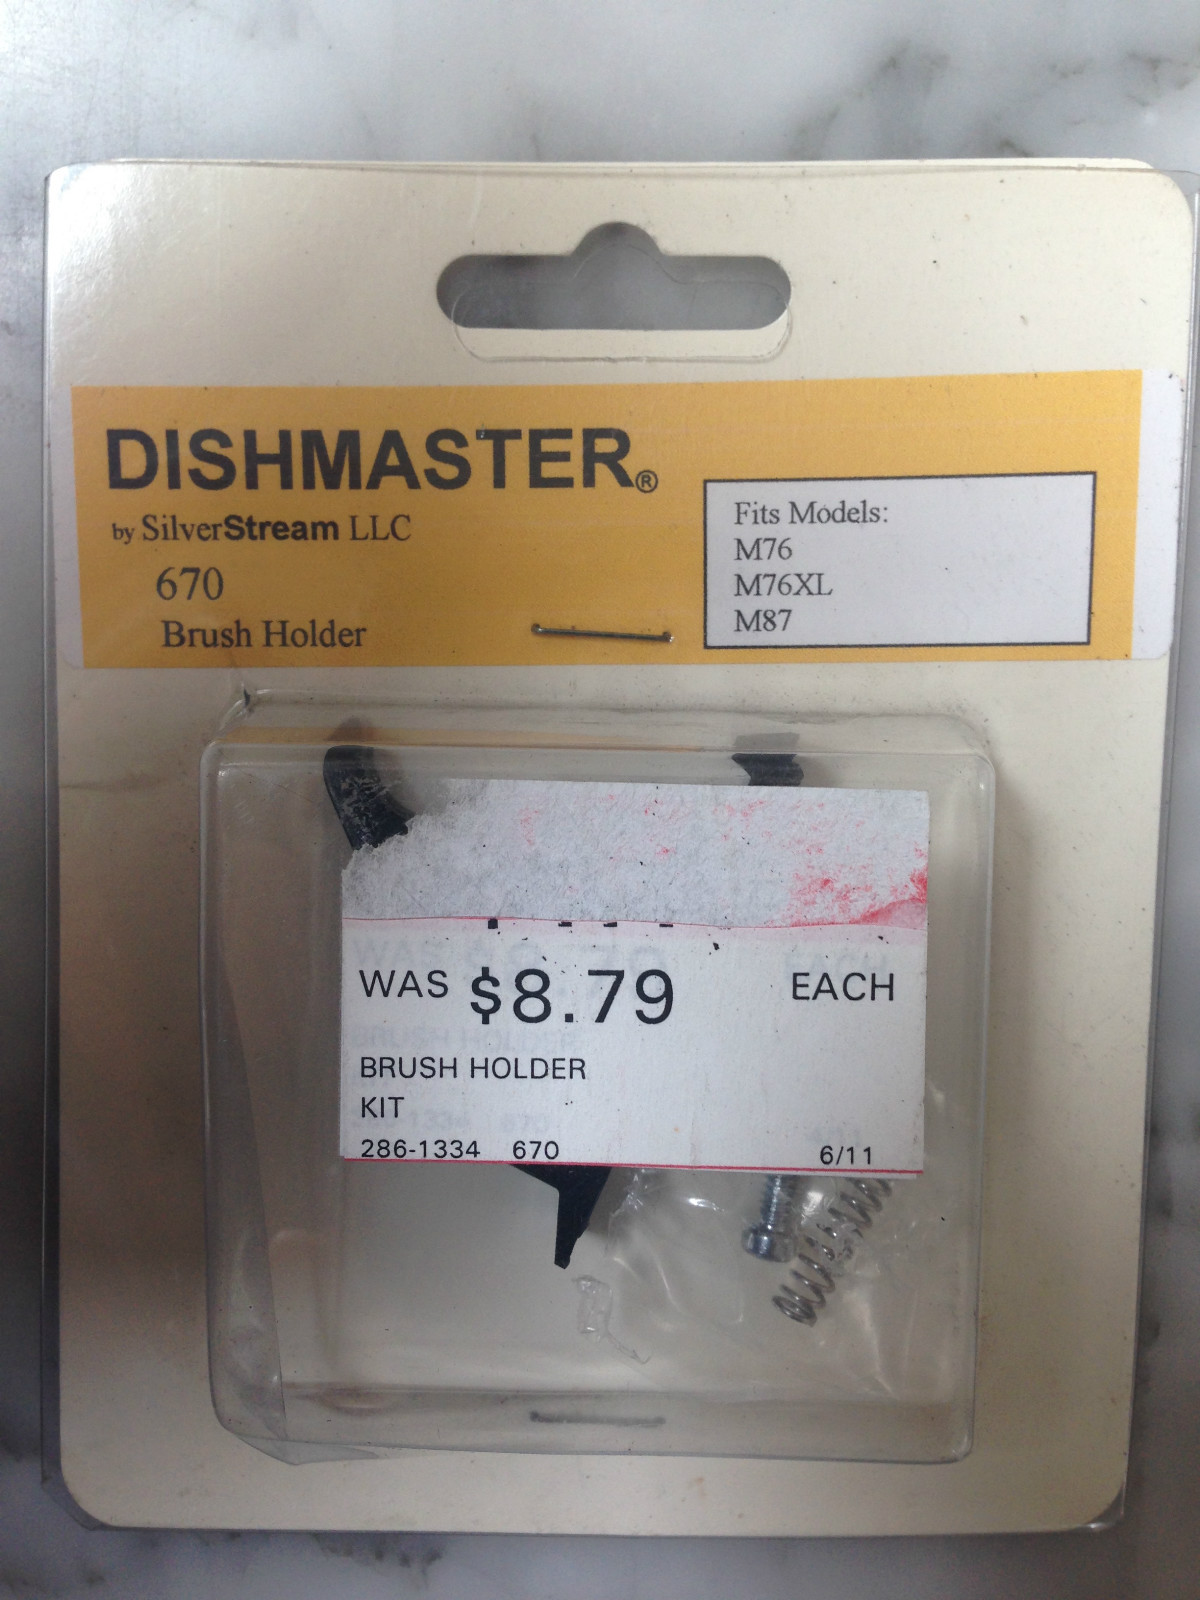 DISHMASTER®
by SilverStream LLC
670
Brush Holder
Fits Models:
M76
M76XL
M87
WAS $8.79 EACH
BRUSH HOLDER
KIT
286-1334 670 6/11